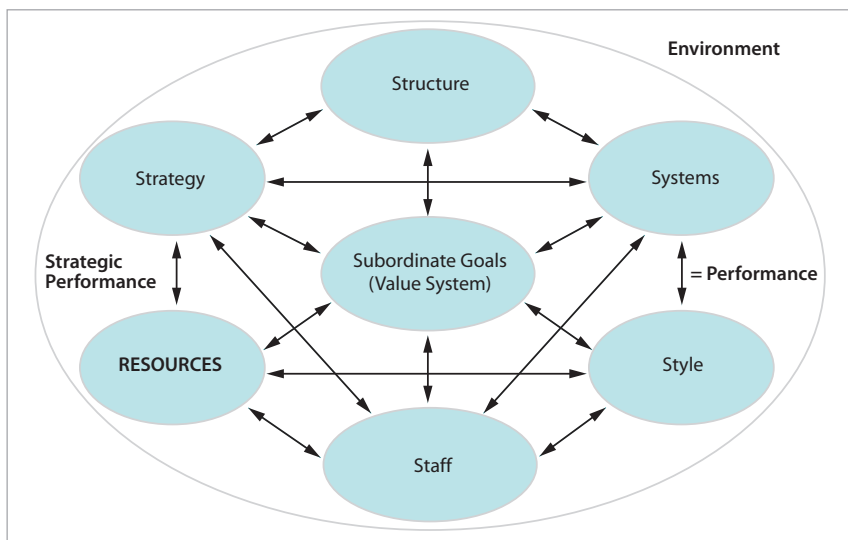 Environment
Structure
Strategy
Systems
Subordinate Goals
(Value System)
Strategic
Performance
= Performance
RESOURCES
Style
Staff